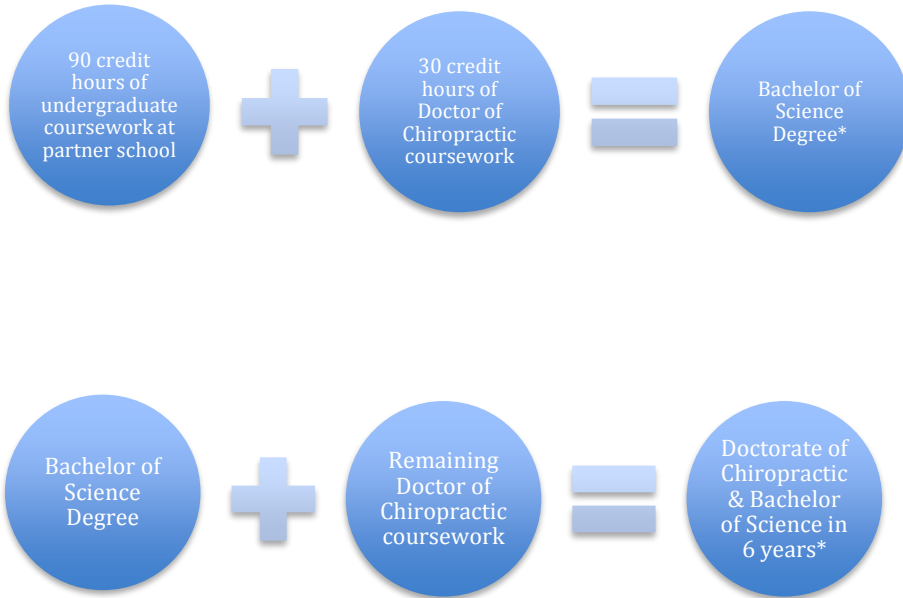 90 credit
hours of
undergraduate
coursework at
partner school
30 credit
hours of
Doctor of
Chiropractic
coursework
Bachelor of
Science
Degree*
Bachelor of
Science
Degree
Remaining
Doctor of
Chiropractic
coursework
Doctorate of
Chiropractic
& Bachelor
of Science in
6 years*